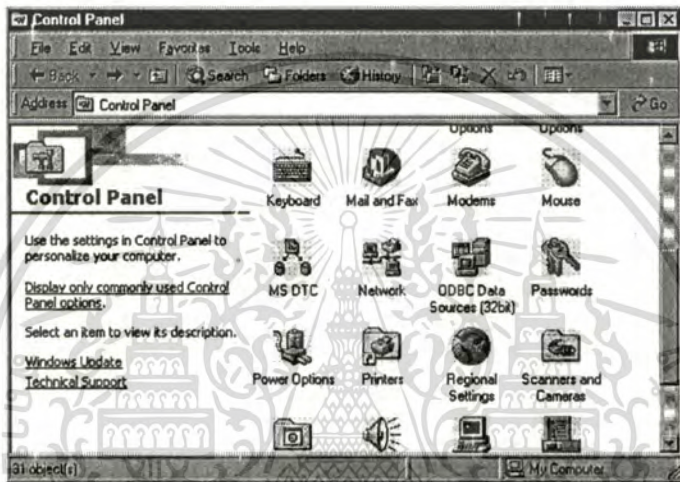 Control Panel
File Edit View Favorites Tools Help
Back Search Folders History
Address Control Panel Go
Options Options
Control Panel
Keyboard Mail and Fax Modems Mouse
Use the settings in Control Panel to
personalize your computer.
Display only commonly used Control
Panel options.
MS DTC Network ODBC Data
Sources (32bit) Passwords
Select an item to view its description.
Windows Update
Technical Support
Power Options Printers Regional
Settings Scanners and
Cameras
31 object(s) My Computer